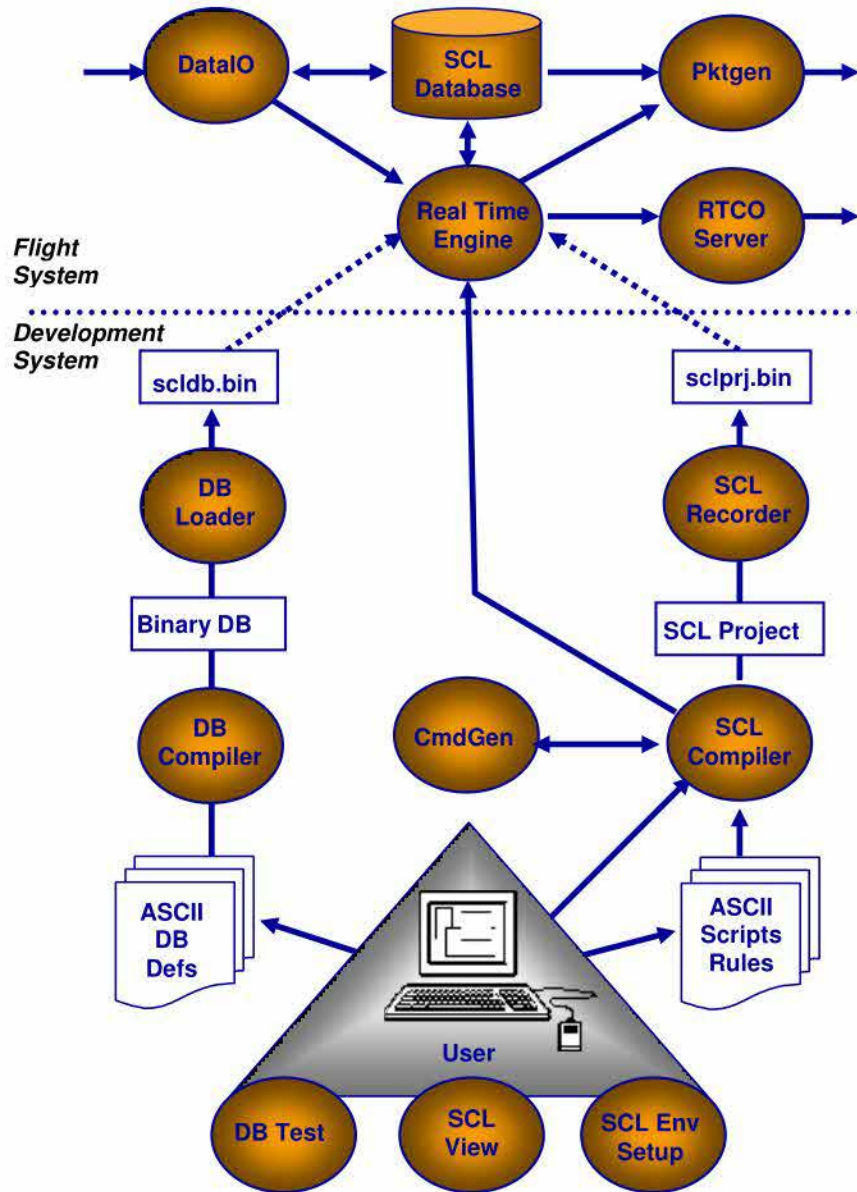 DataIO
SCL
Database
Pktgen
Real Time
Engine
RTCO
Server
Flight
System
Development
System
scldb.bin
sclprj.bin
DB
Loader
SCL
Recorder
Binary DB
SCL Project
DB
Compiler
CmdGen
SCL
Compiler
ASCII
DB
Defs
ASCII
Scripts
Rules
User
DB Test
SCL
View
SCL Env
Setup